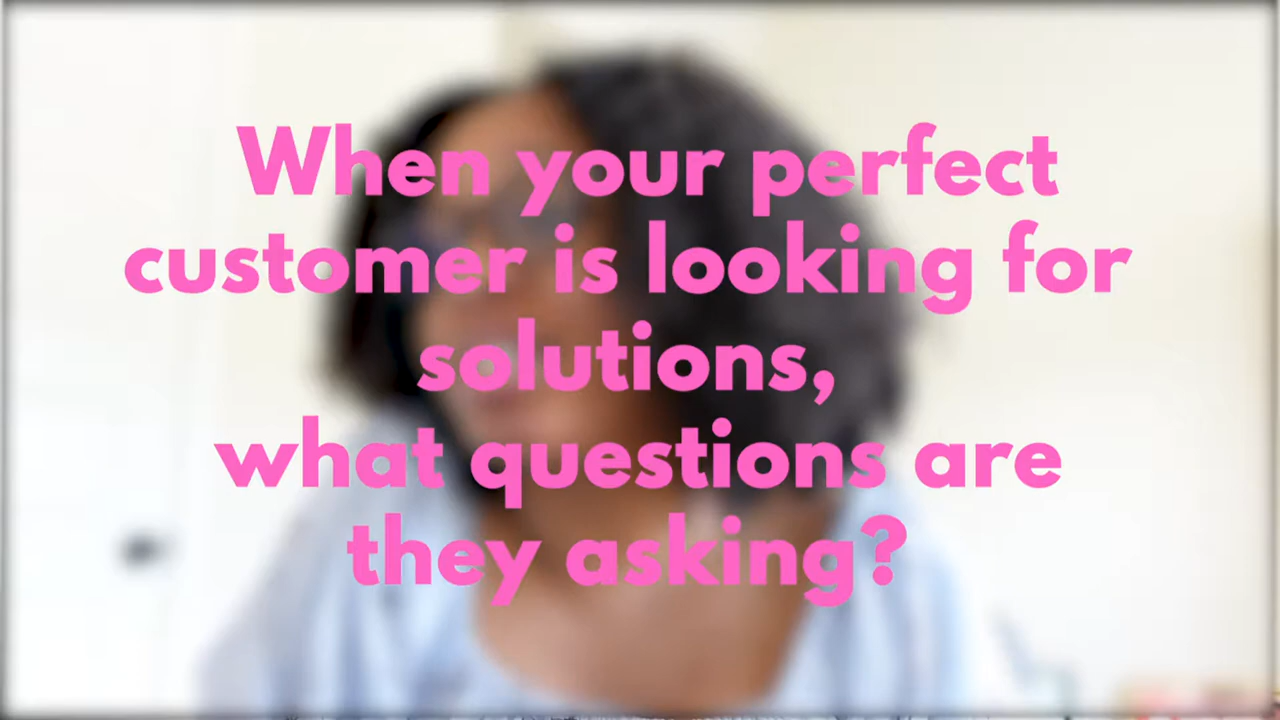 When your perfect
customer is looking for
solutions,
what questions are
they asking?